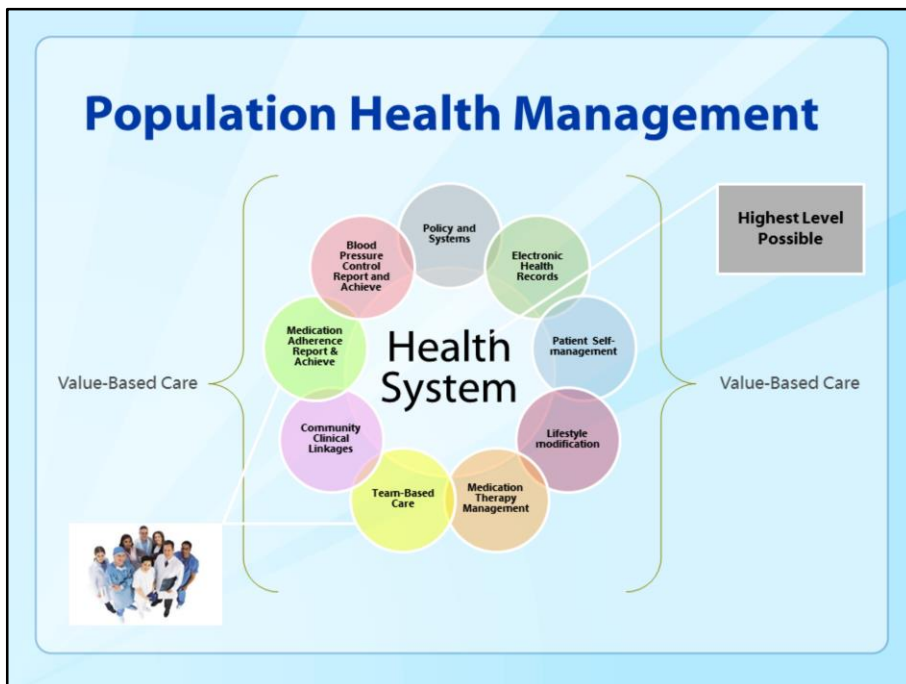 Population Health Management
Highest Level
Possible
Policy and
Systems
Electronic
Health
Records
Patient Self-
management
Lifestyle
modification
Medication
Therapy
Management
Team-Based
Care
Community
Clinical
Linkages
Medication
Adherence
Report &
Achieve
Blood
Pressure
Control
Report and
Achieve
Health
System
Value-Based Care
Value-Based Care